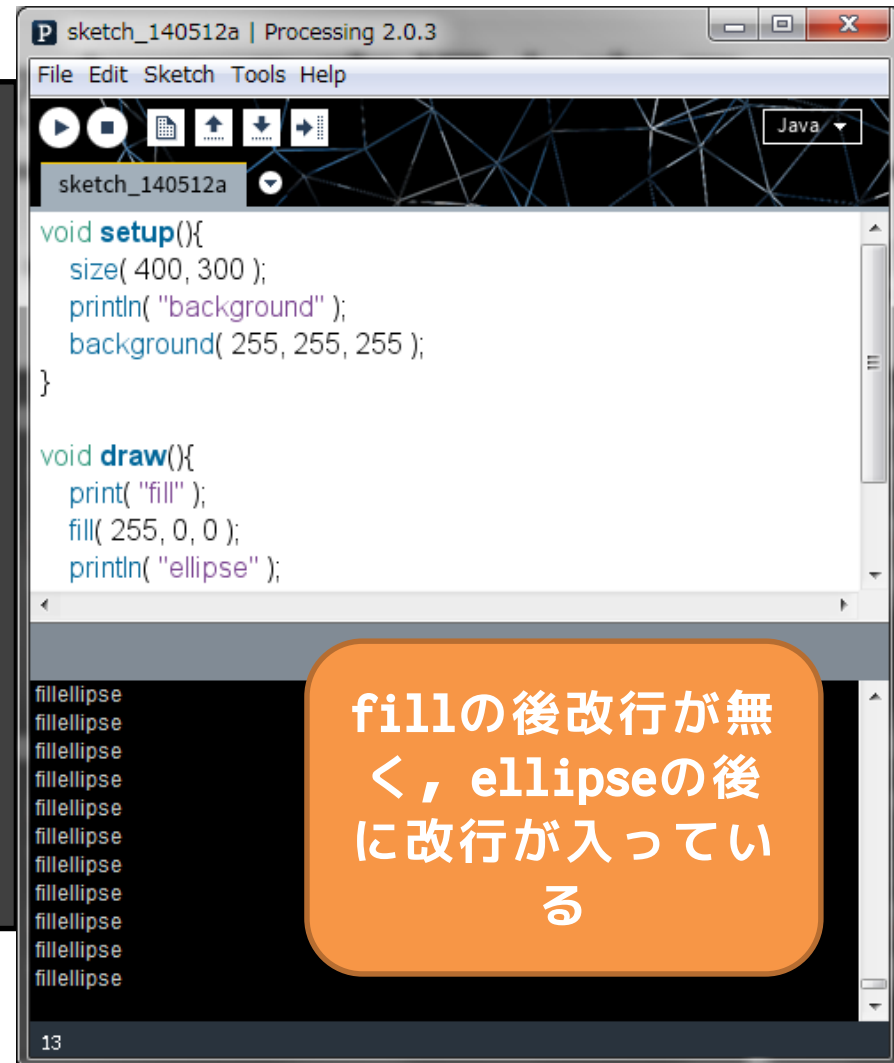 sketch_140512a | Processing 2.0.3
File Edit Sketch Tools Help
Java
sketch_140512a
void setup(){
size( 400, 300 );
println( "background" );
background( 255, 255, 255 );
}
void draw(){
print( "fill" );
fill( 255, 0, 0 );
println( "ellipse" );
fillellipse
fillellipse
fillellipse
fillellipse
fillellipse
fillellipse
fillellipse
fillellipse
fillellipse
fillellipse
fillellipse
fillの後改行が無
く，ellipseの後
に改行が入ってい
る
13